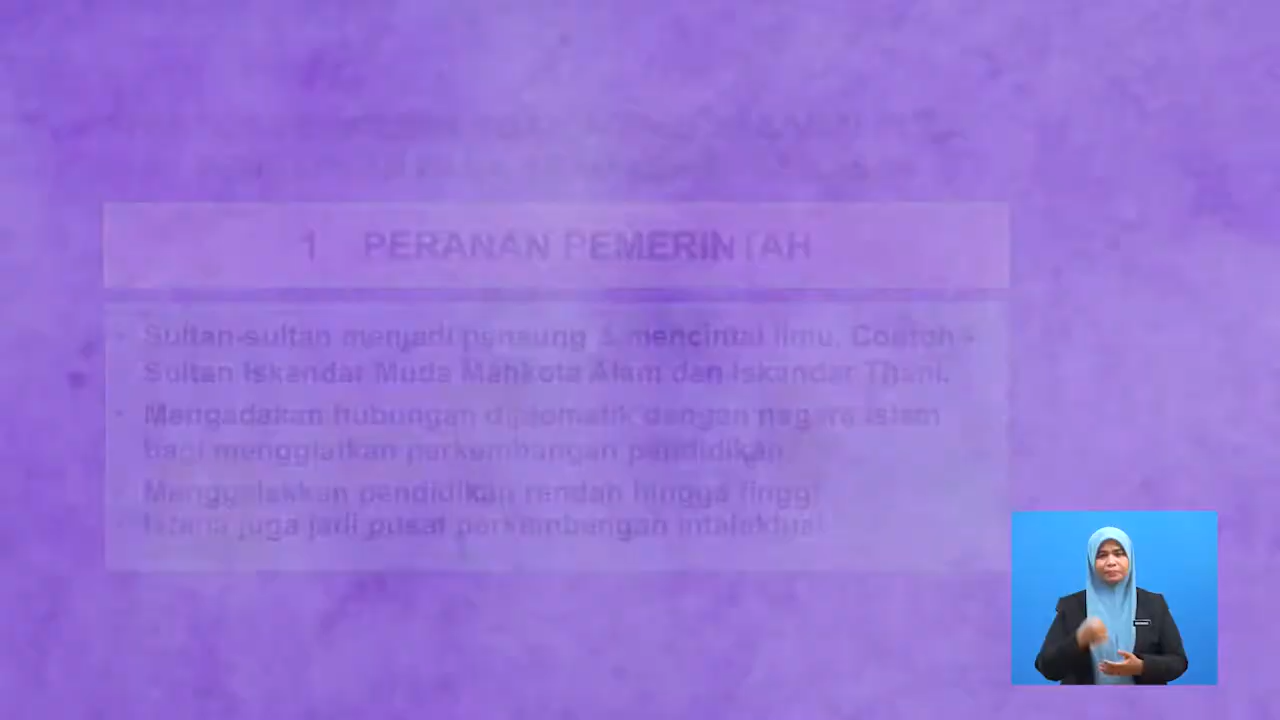 1 PERANAN PEMERINTAH
• Sultan-sultan menjadi penaung & mencintai ilmu. Contoh -
Sultan Iskandar Muda Mahkota Alam dan Iskandar Thani.
• Mengadakan hubungan diplomatik dengan negara Islam
bagi menggiatkan perkembangan pendidikan
• Menggalakkan pendidikan rendah hingga tinggi
• Istana juga jadi pusat perkembangan intelektual